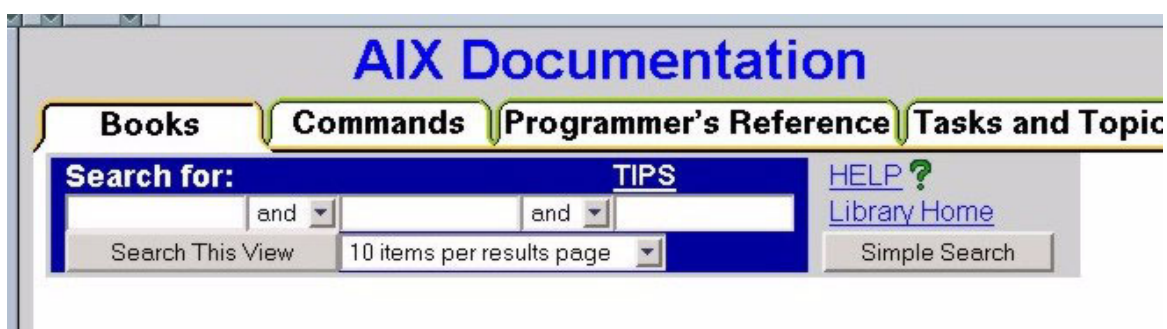 AIX Documentation
Books Commands Programmer's Reference Tasks and Topic
Search for: TIPS HELP ?
and and Library Home
Search This View 10 items per results page Simple Search